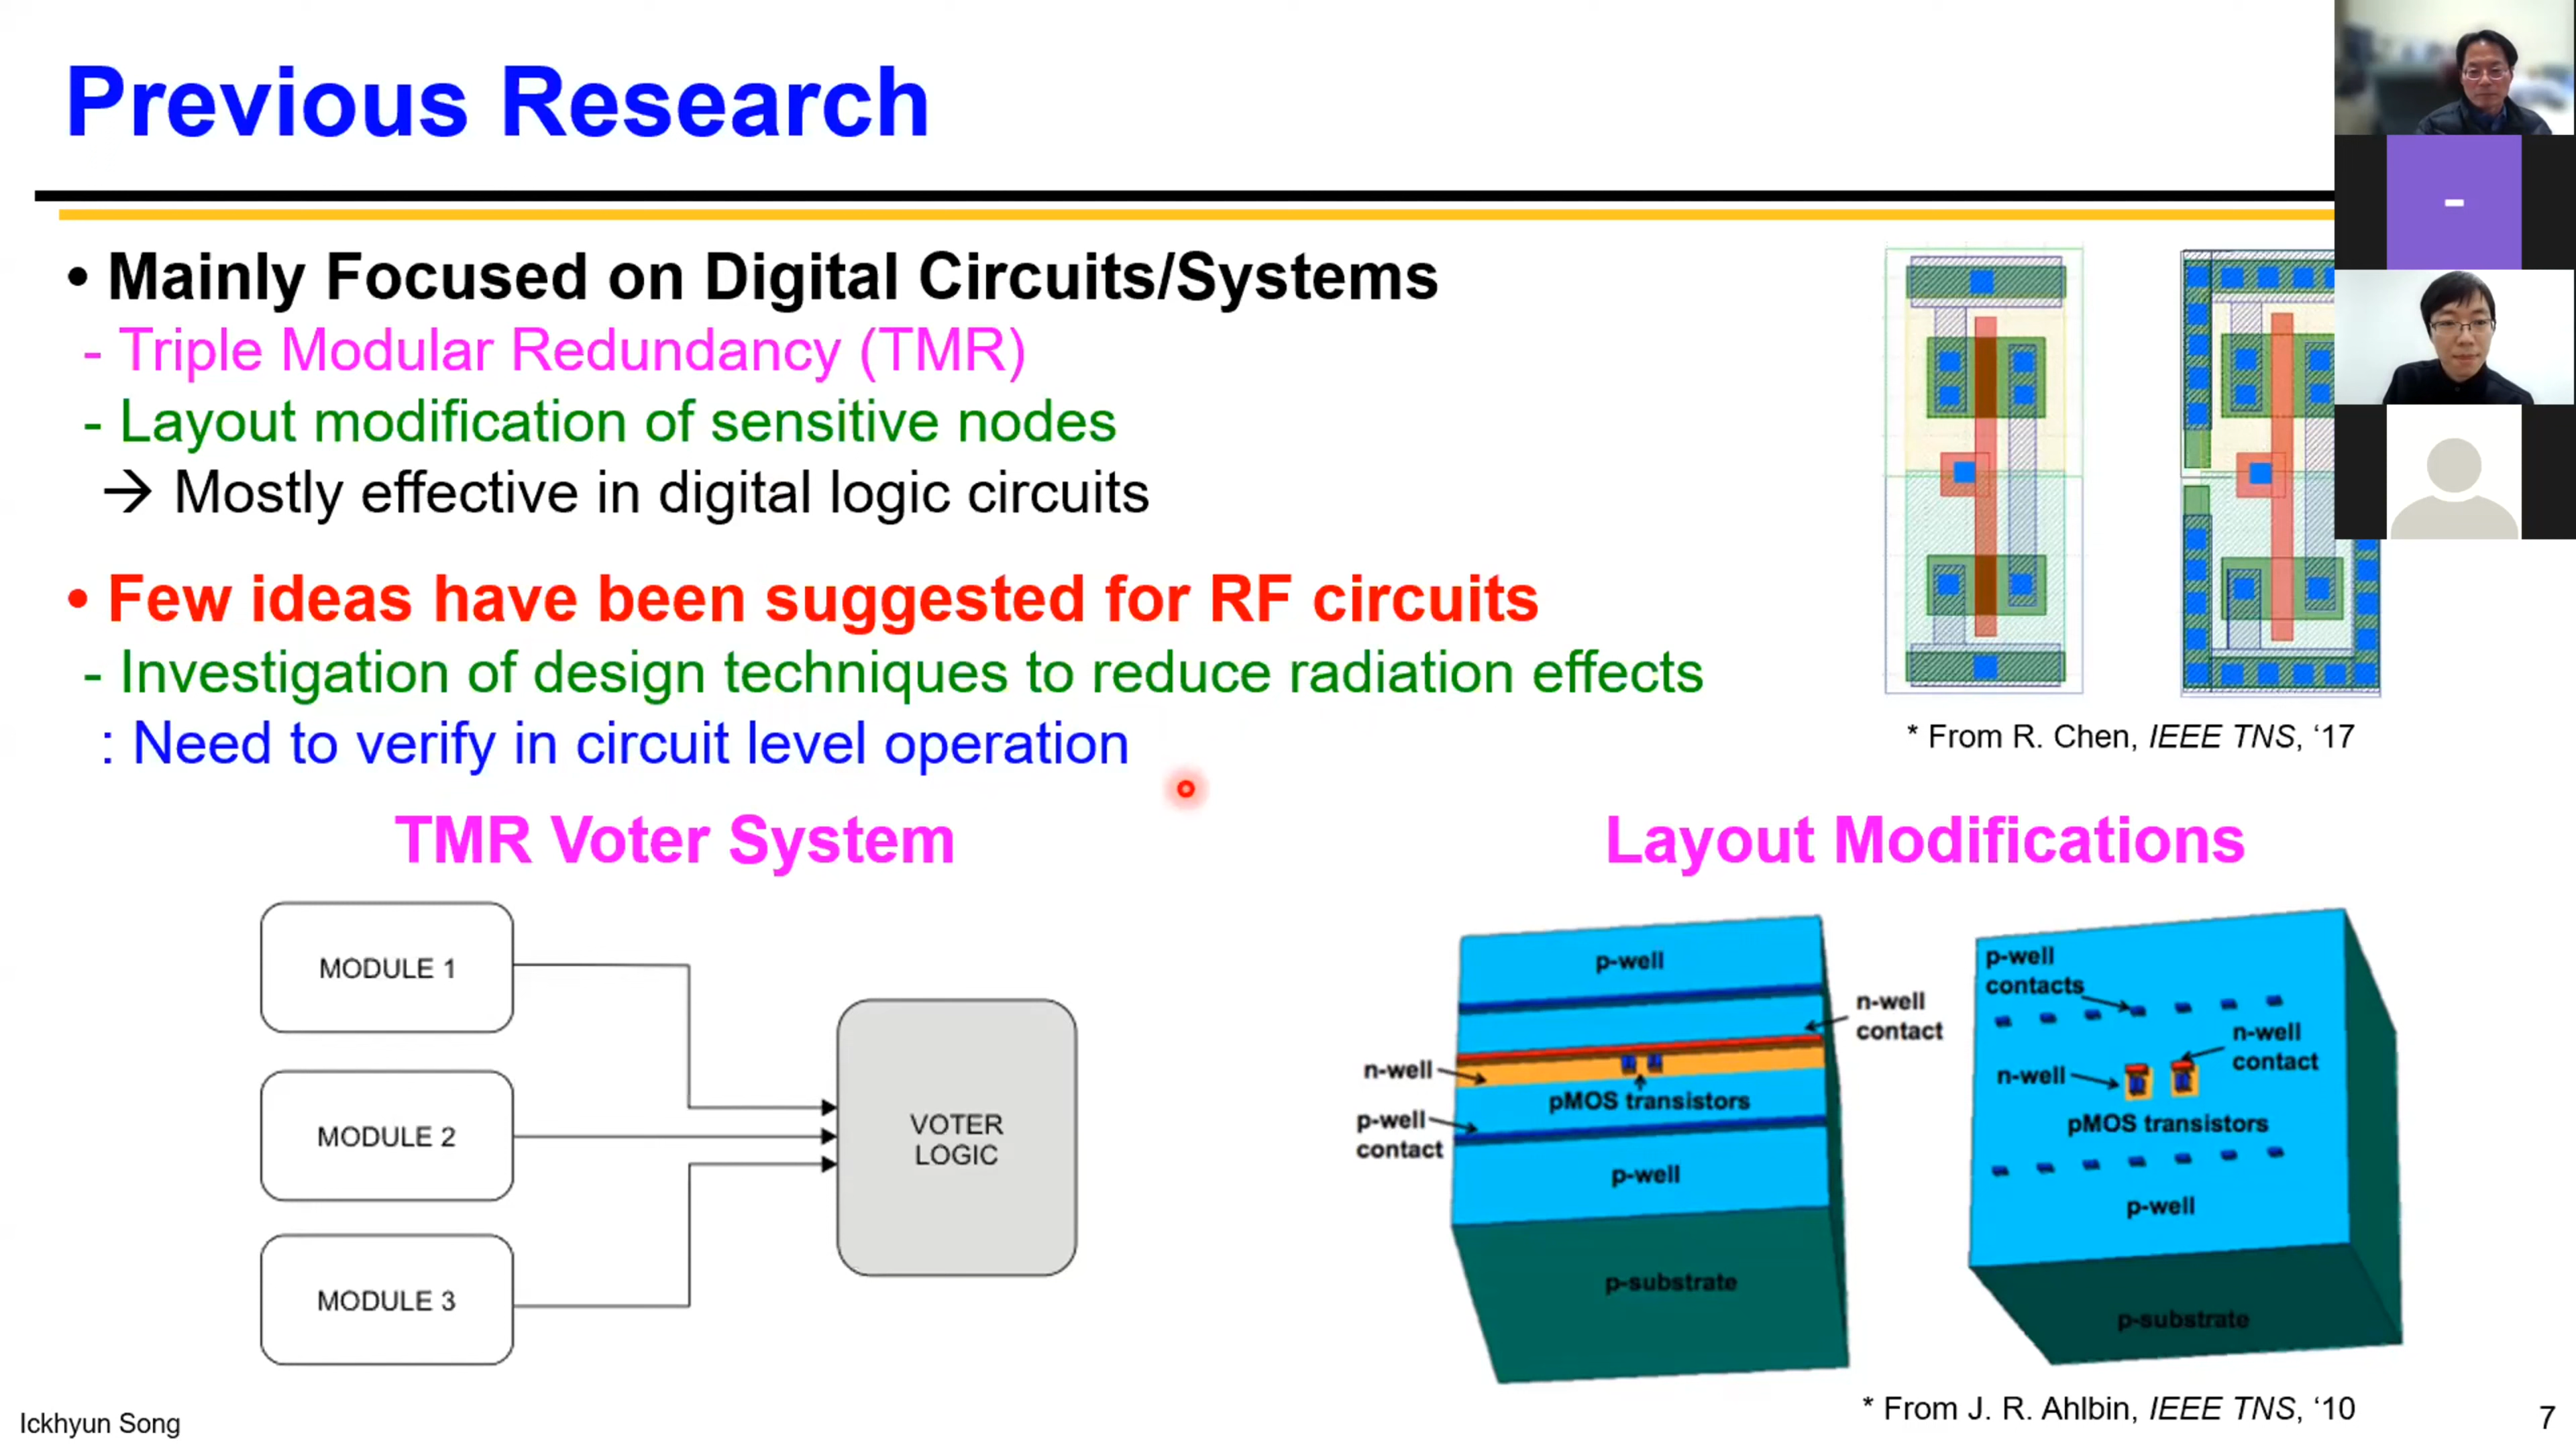 Previous Research
• Mainly Focused on Digital Circuits/Systems
- Triple Modular Redundancy (TMR)
- Layout modification of sensitive nodes
→ Mostly effective in digital logic circuits
• Few ideas have been suggested for RF circuits
- Investigation of design techniques to reduce radiation effects
: Need to verify in circuit level operation
* From R. Chen, IEEE TNS, ‘17
TMR Voter System
MODULE 1
MODULE 2
MODULE 3
VOTER
LOGIC
Layout Modifications
p-well
n-well
contact
n-well
pMOS transistors
p-well
contact
p-well
p-substrate
p-well
contacts
n-well
contact
n-well
pMOS transistors
p-well
p-substrate
* From J. R. Ahlbin, IEEE TNS, ‘10
Ickhyun Song
7
-